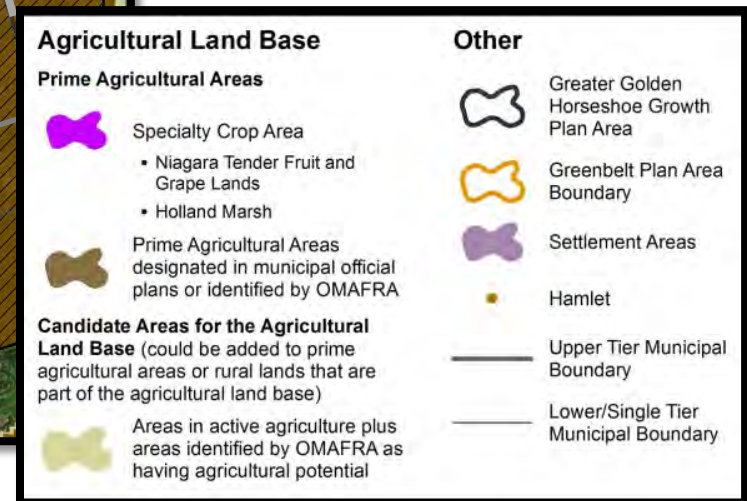 Agricultural Land Base
Prime Agricultural Areas
Specialty Crop Area
▪ Niagara Tender Fruit and
Grape Lands
▪ Holland Marsh
Prime Agricultural Areas
designated in municipal official
plans or identified by OMAFRA
Candidate Areas for the Agricultural
Land Base (could be added to prime
agricultural areas or rural lands that are
part of the agricultural land base)
Areas in active agriculture plus
areas identified by OMAFRA as
having agricultural potential
Other
Greater Golden
Horseshoe Growth
Plan Area
Greenbelt Plan Area
Boundary
Settlement Areas
Hamlet
Upper Tier Municipal
Boundary
Lower/Single Tier
Municipal Boundary